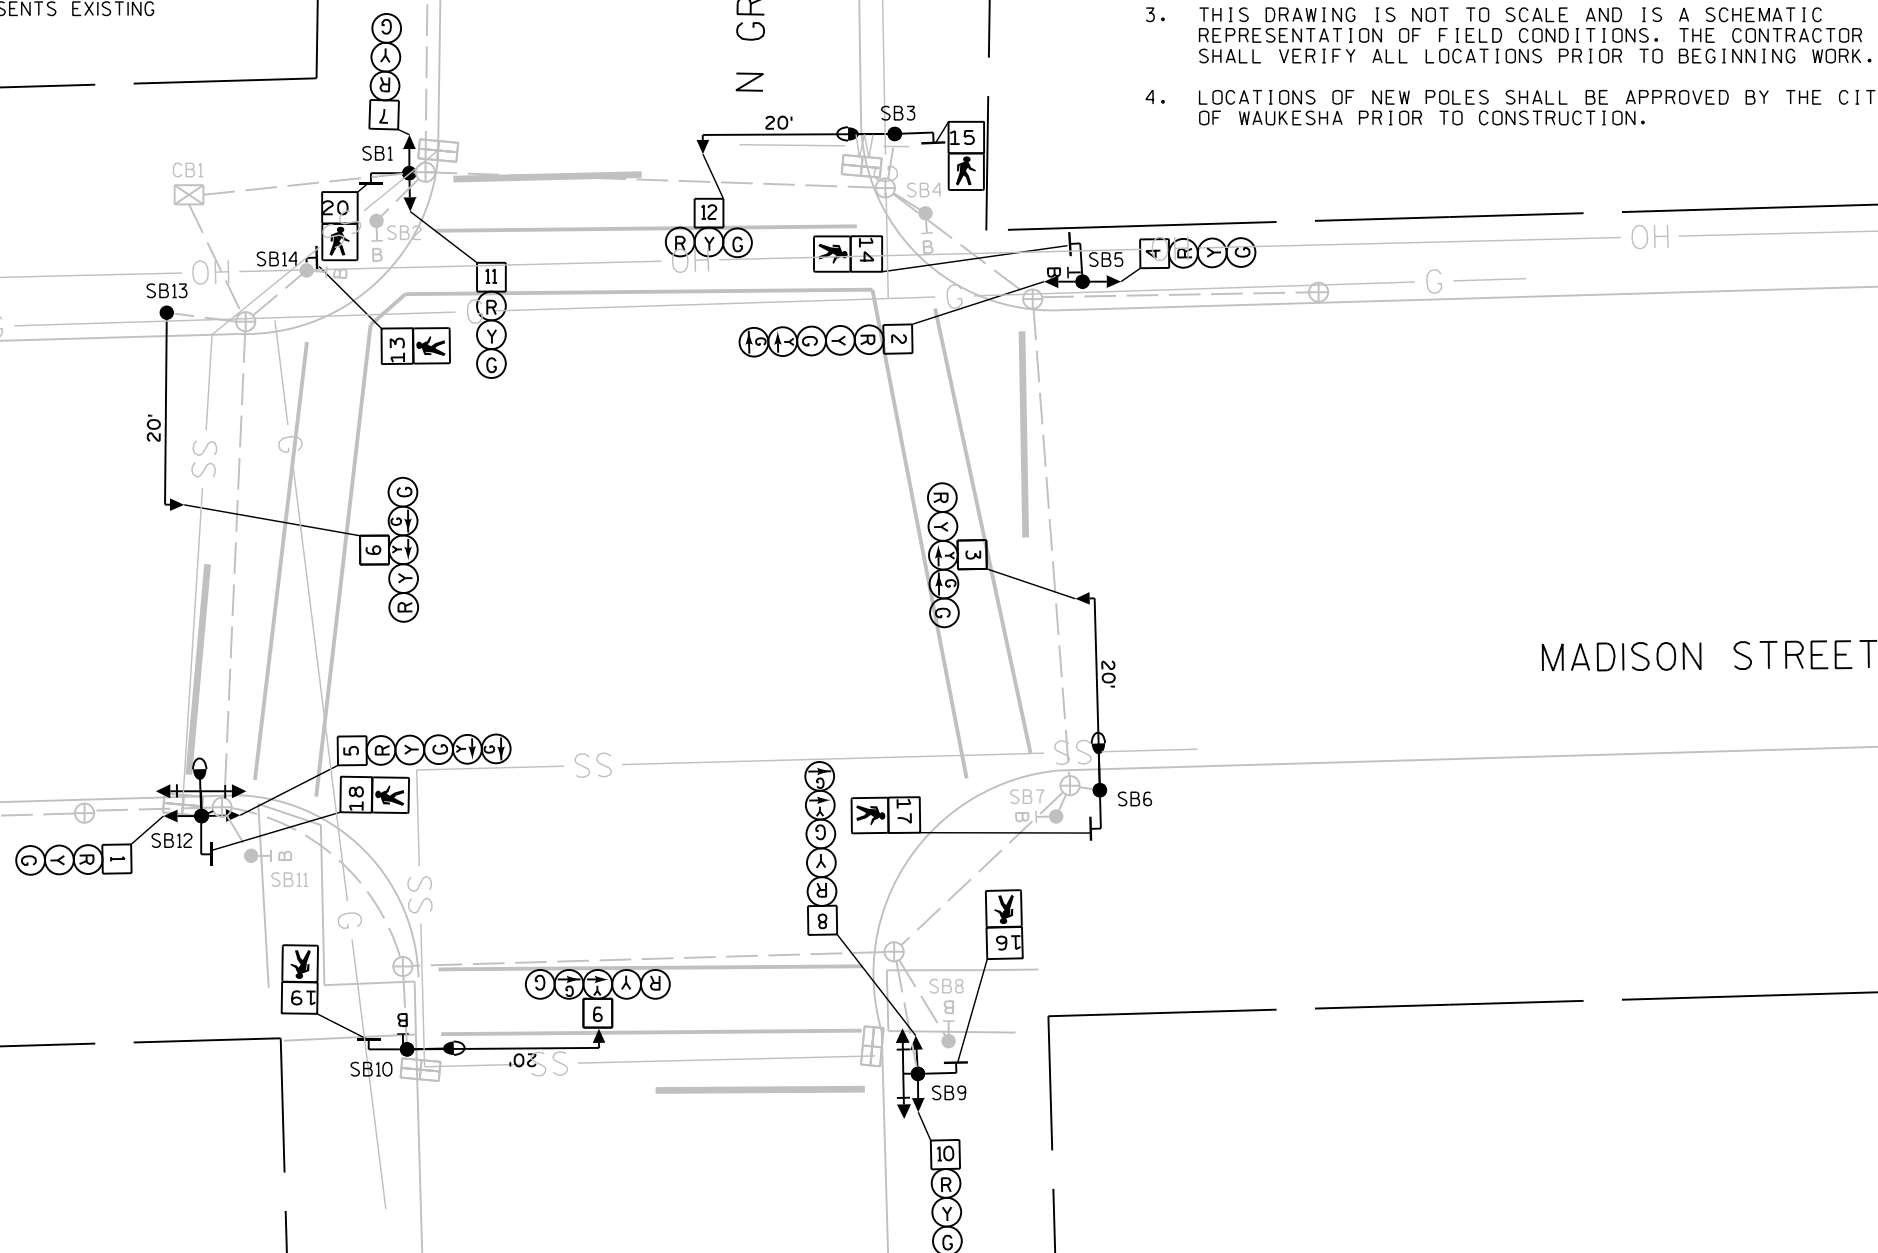 SENTS EXISTING
N GR
3. THIS DRAWING IS NOT TO SCALE AND IS A SCHEMATIC
REPRESENTATION OF FIELD CONDITIONS. THE CONTRACTOR
SHALL VERIFY ALL LOCATIONS PRIOR TO BEGINNING WORK.
4. LOCATIONS OF NEW POLES SHALL BE APPROVED BY THE CIT
OF WAUKESHA PRIOR TO CONSTRUCTION.
G
Y
R
7
SB1
20'
SB3
15
CB1
20
SB2
B
12
R Y G
SB4
B
14
OH
OH
OH
OH
SB14
B
SB13
SB5
B
4 R Y G
11
R
Y
G
G
G
G
G
13
G Y G Y R 2
20'
SS
G
G
G
Y
Y
R
6
R
Y
Y
G
G
3
20'
MADISON STREET
5 R Y G Y G
SS
SS
18
SB12
G Y R 1
B
SB11
G
Y
G
Y
R
8
17
SB7
B
SB6
SS
G
16
19
G G Y Y R
9
SB8
B
B
SB10
20'
SS
SB9
10
R
Y
G